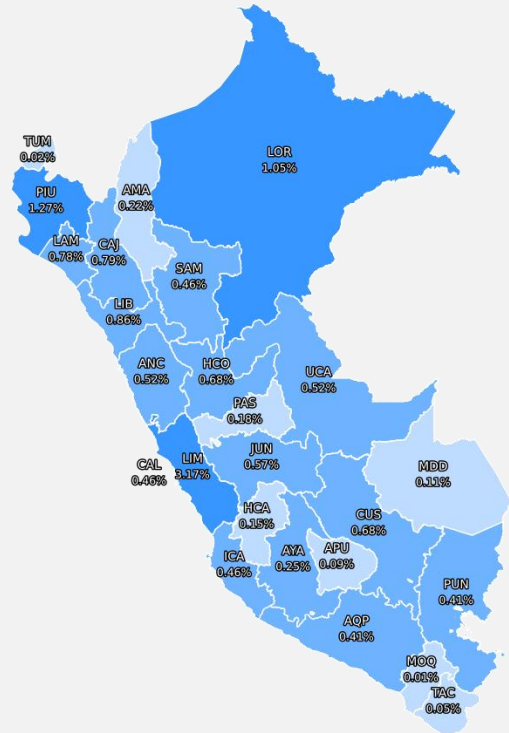 LOR
1.05%
TUM
0.02%
PIU
1.27%
AMA
0.22%
LAM
0.78%
CAJ
0.79%
SAM
0.46%
LIB
0.86%
ANC
0.52%
HCO
0.68%
UCA
0.52%
PAS
0.18%
JUN
0.57%
LIM
3.17%
CAL
0.46%
MDD
0.11%
HCA
0.15%
CUS
0.68%
ICA
0.46%
AYA
0.25%
APU
0.09%
PUN
0.41%
AQP
0.41%
MOQ
0.01%
TAC
0.05%